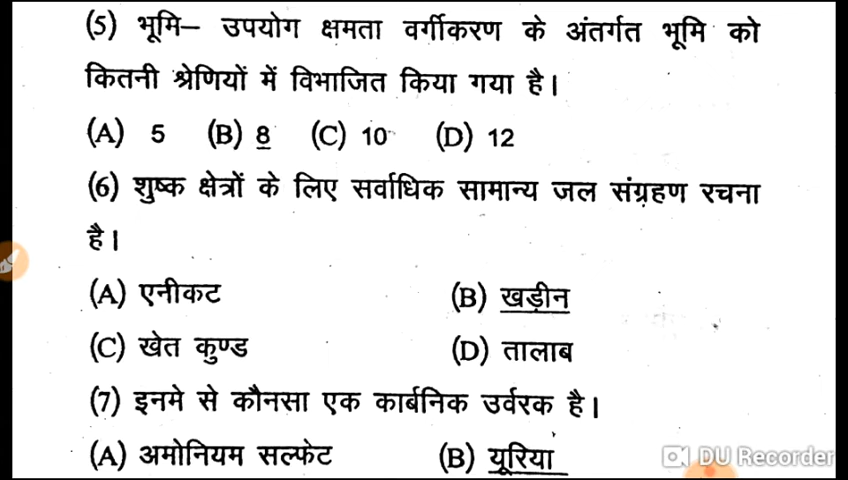 (5) भूमि– उपयोग क्षमता वर्गीकरण के अंतर्गत भूमि को
कितनी श्रेणियों में विभाजित किया गया है।
(A) 5 (B) 8 (C) 10 (D) 12
(6) शुष्क क्षेत्रों के लिए सर्वाधिक सामान्य जल संग्रहण रचना
है।
(A) एनीकट (B) खड़ीन
(C) खेत कुण्ड (D) तालाब
(7) इनमे से कौनसा एक कार्बनिक उर्वरक है।
(A) अमोनियम सल्फेट (B) यूरिया
DU Recorder